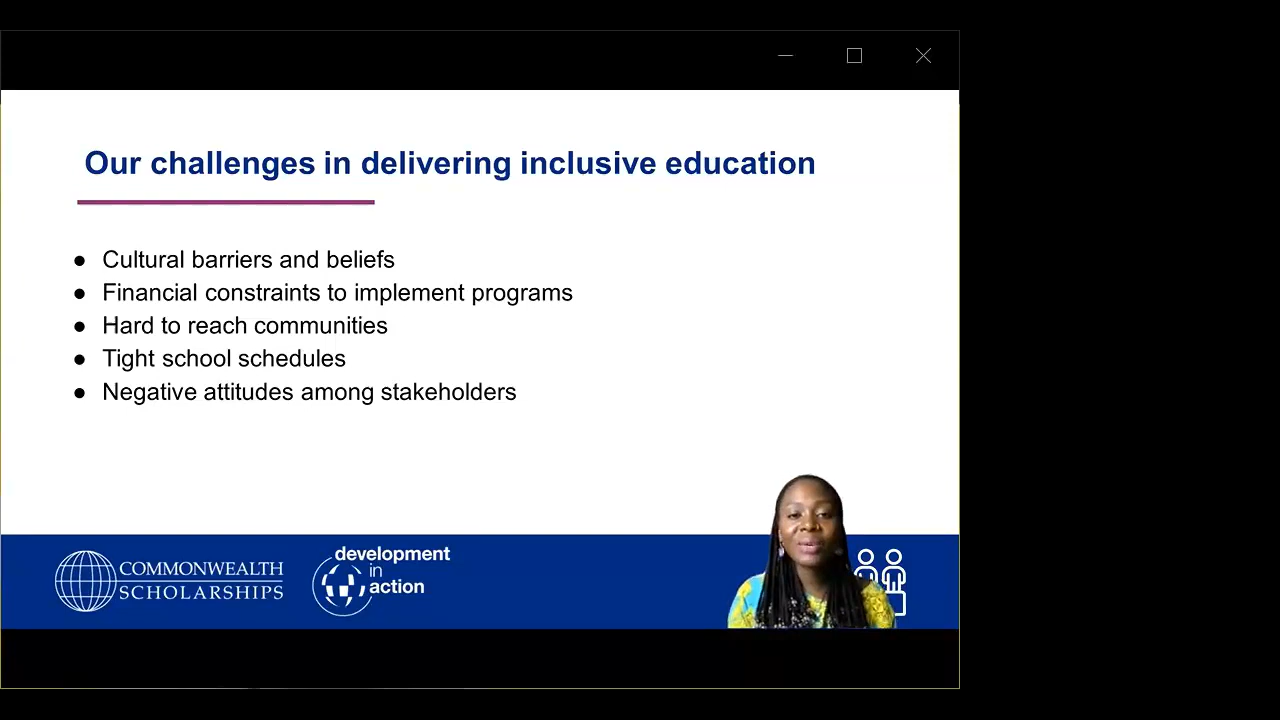 Our challenges in delivering inclusive education
● Cultural barriers and beliefs
● Financial constraints to implement programs
● Hard to reach communities
● Tight school schedules
● Negative attitudes among stakeholders
COMMONWEALTH
SCHOLARSHIPS
development
in
action